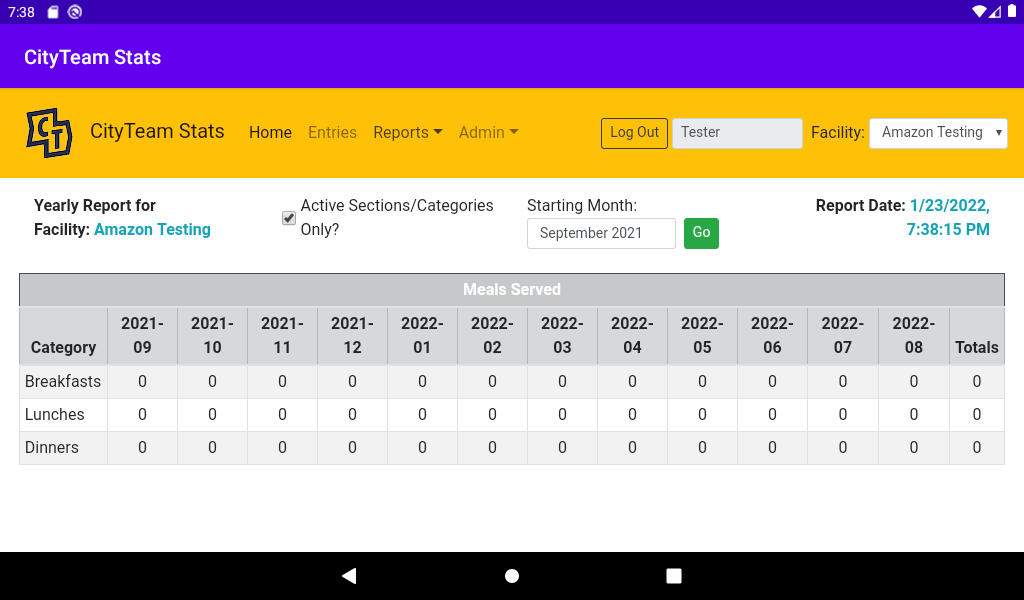 7:38
CityTeam Stats
CT
CityTeam Stats Home Entries Reports Admin Log Out Tester Facility: Amazon Testing
Yearly Report for
Facility: Amazon Testing
Active Sections/Categories
Only?
Starting Month:
September 2021 Go
Report Date: 1/23/2022,
7:38:15 PM
Meals Served
Category 2021-09 2021-10 2021-11 2021-12 2022-01 2022-02 2022-03 2022-04 2022-05 2022-06 2022-07 2022-08 Totals
Breakfasts 0 0 0 0 0 0 0 0 0 0 0 0 0
Lunches 0 0 0 0 0 0 0 0 0 0 0 0 0
Dinners 0 0 0 0 0 0 0 0 0 0 0 0 0